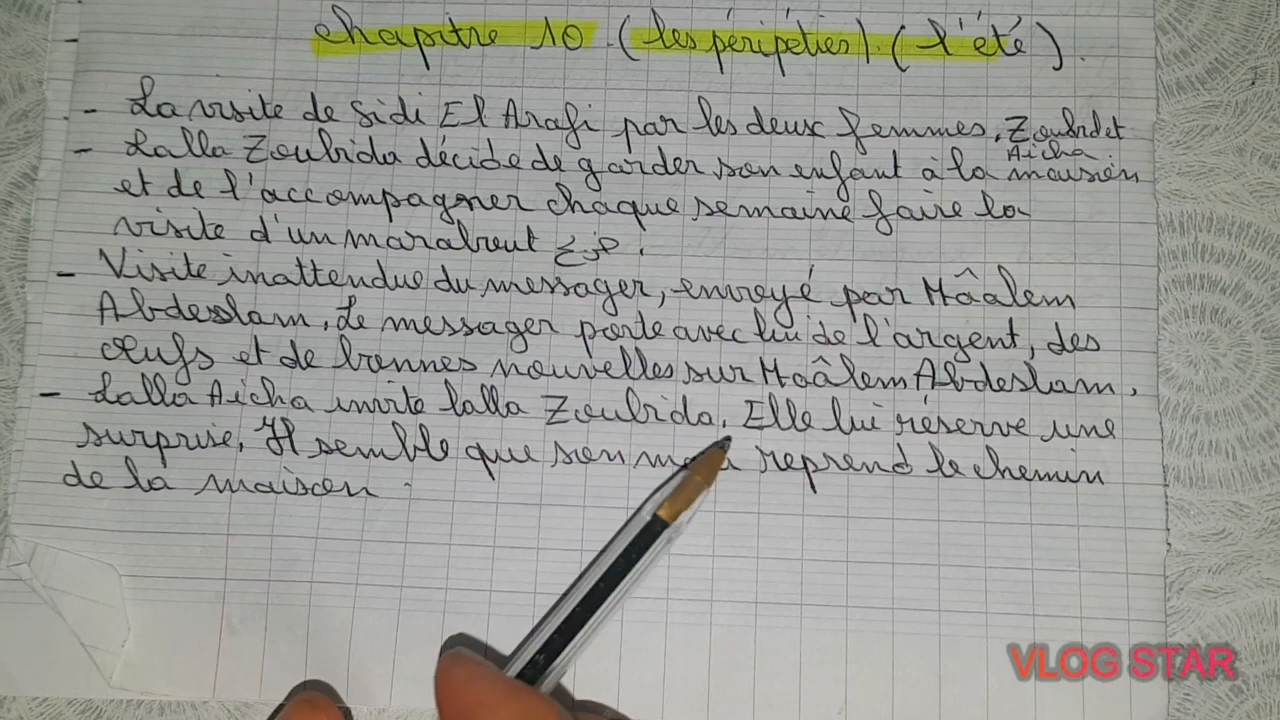 Chapitre 10. (les péripéties). (l'été).
- La visite de Sidi El Arafi par les deux femmes. Zoubida et Aicha.
- Lalla Zoubida décide de garder son enfant à la maison
et de l'accompagner chaque semaine faire la
visite d'un marabout
- Visite inattendue du messager, envoyé par Mâalem
Abdeslam. Le messager porte avec lui de l'argent, des
œufs et de bonnes nouvelles sur Maâlem Abdeslam,
- Lalla Aicha invite lalla Zoubida. Elle lui réserve une
surprise. Il semble que son reprend le chemin
de la maison.
VLOG STAR